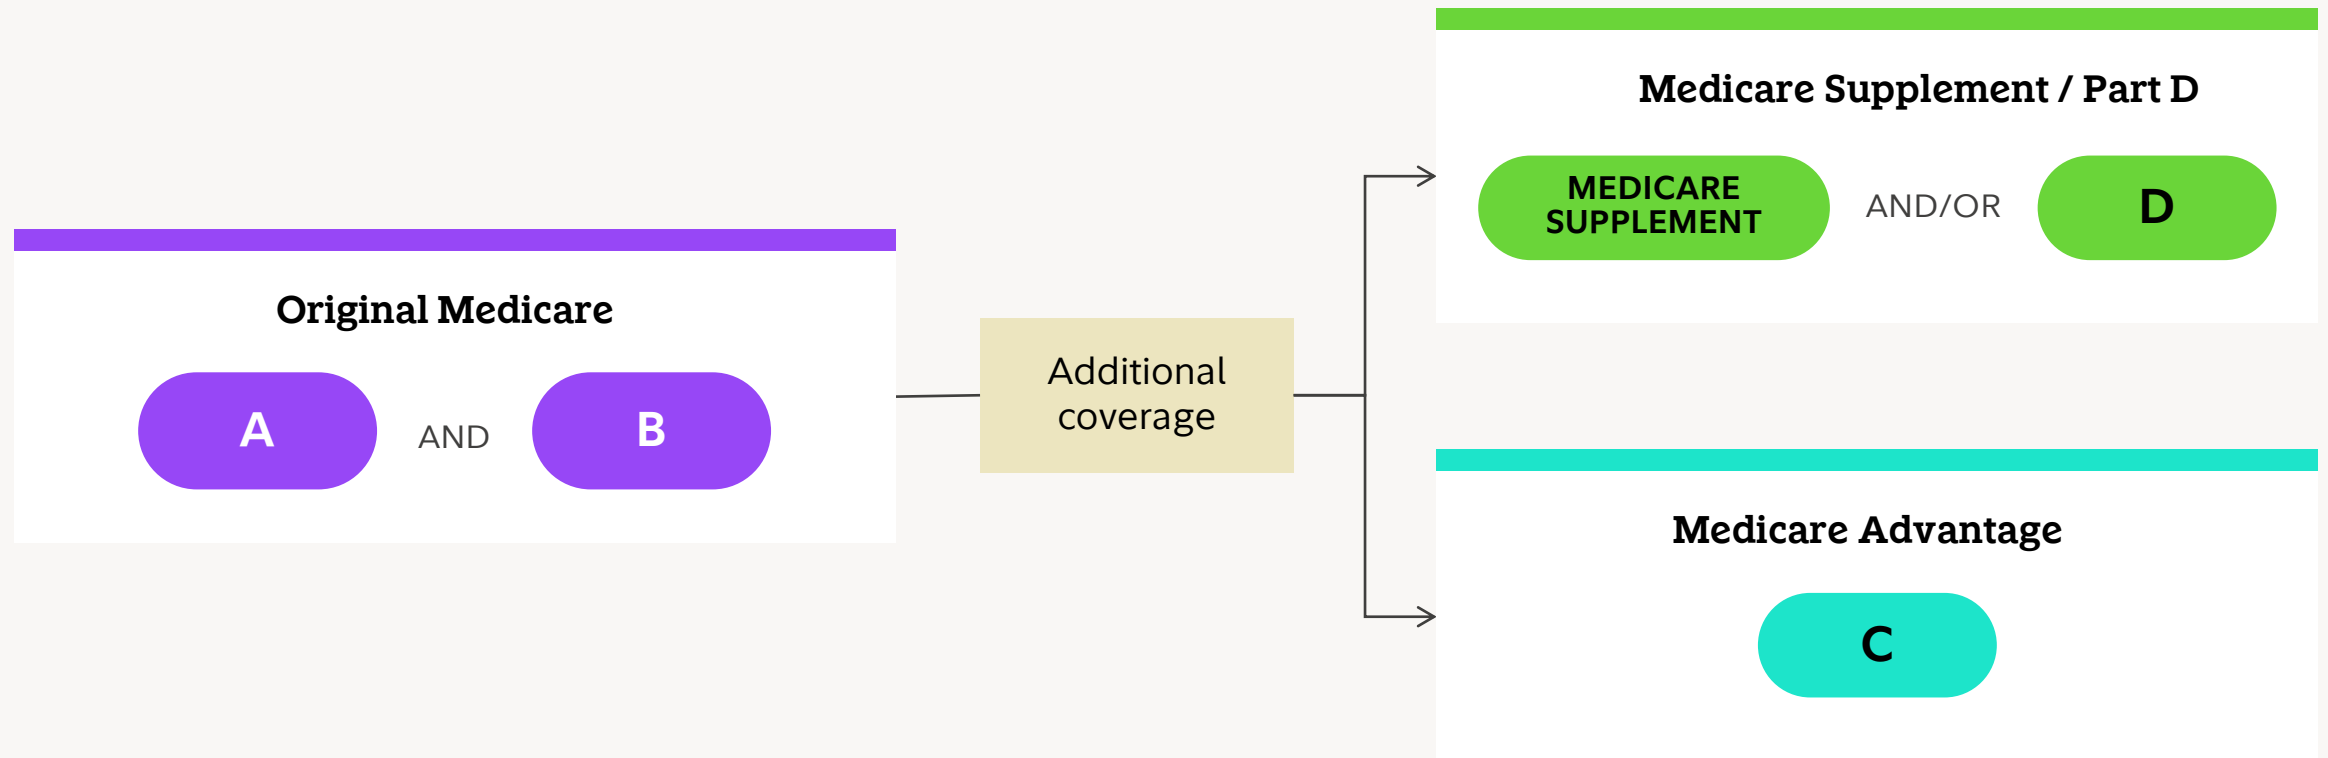 Original Medicare
A
AND
B
Additional
coverage
Medicare Supplement / Part D
MEDICARE
SUPPLEMENT
AND/OR
D
Medicare Advantage
C